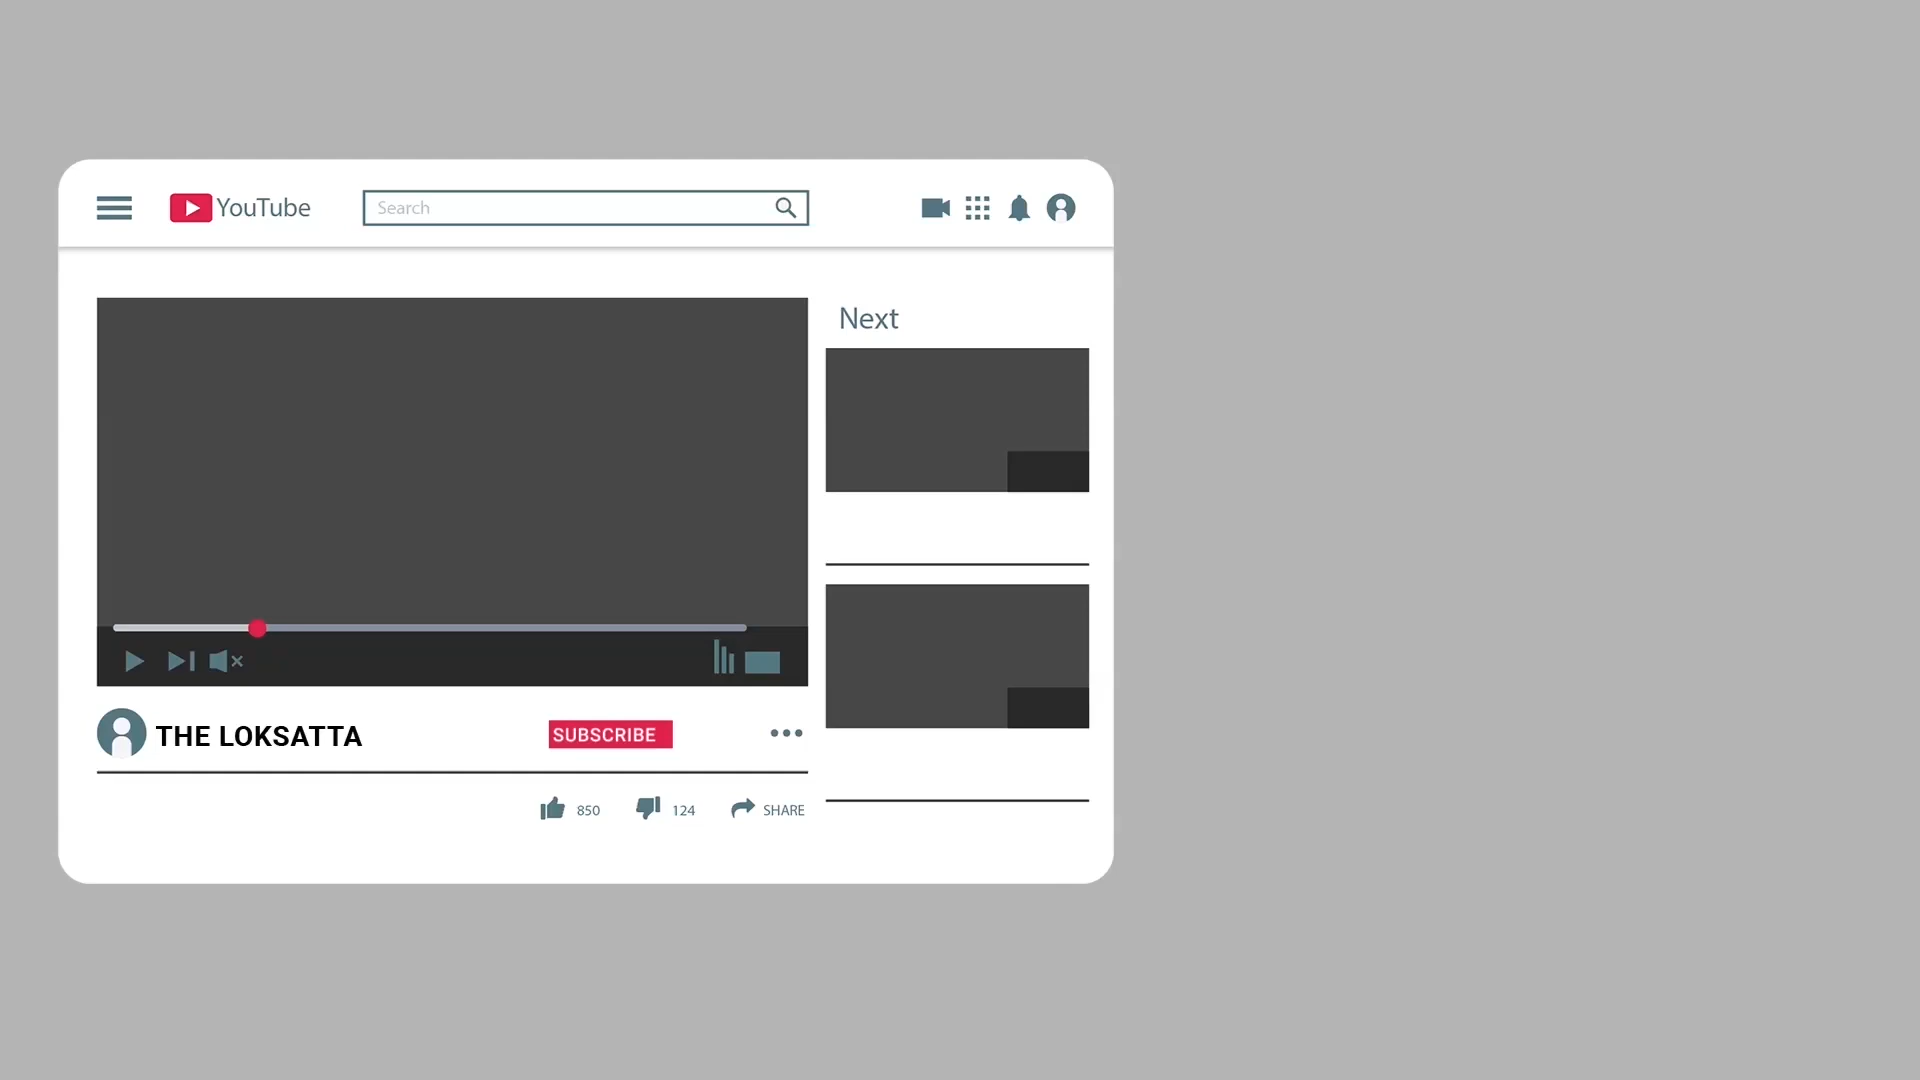 YouTube
Search
Next
THE LOKSATTA
SUBSCRIBE
850
124
SHARE